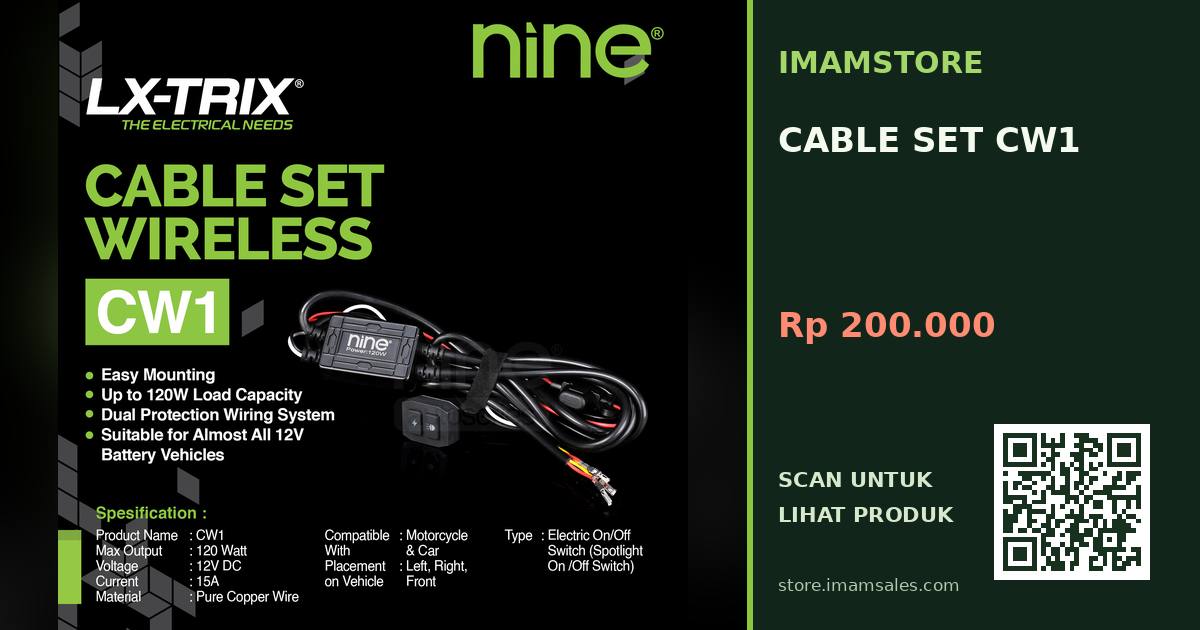 nine®
LX-TRIX®
THE ELECTRICAL NEEDS
CABLE SET
WIRELESS
CW1
nine®
Power:120W
Easy Mounting
Up to 120W Load Capacity
Dual Protection Wiring System
Suitable for Almost All 12V
Battery Vehicles
Spesification :
Product Name : CW1
Max Output : 120 Watt
Voltage : 12V DC
Current : 15A
Material : Pure Copper Wire
Compatible : Motorcycle
With & Car
Placement : Left, Right,
on Vehicle Front
Type : Electric On/Off
Switch (Spotlight
On /Off Switch)
IMAMSTORE
CABLE SET CW1
Rp 200.000
SCAN UNTUK
LIHAT PRODUK
store.imamsales.com